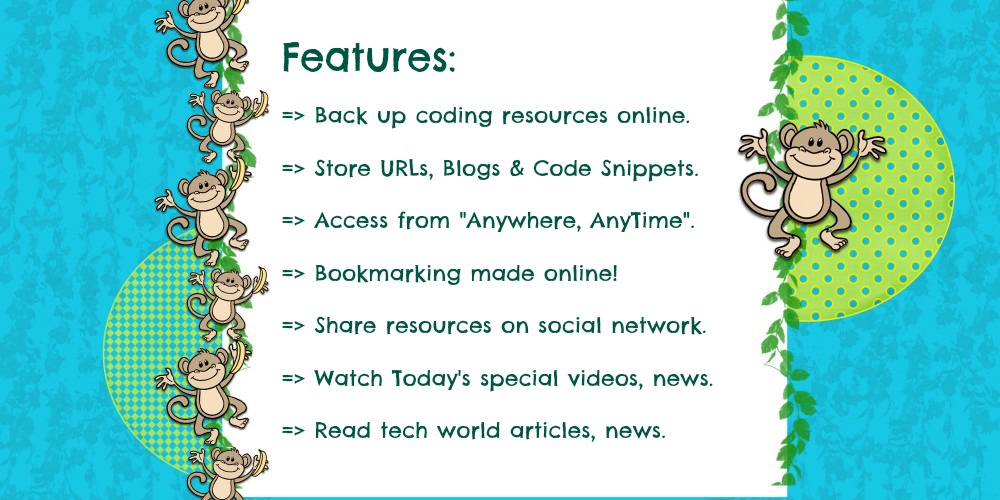 Features:
=> Back up coding resources online.
=> Store URLs, Blogs & Code Snippets.
=> Access from "Anywhere, AnyTime".
=> Bookmarking made online!
=> Share resources on social network.
=> Watch Today's special videos, news.
=> Read tech world articles, news.